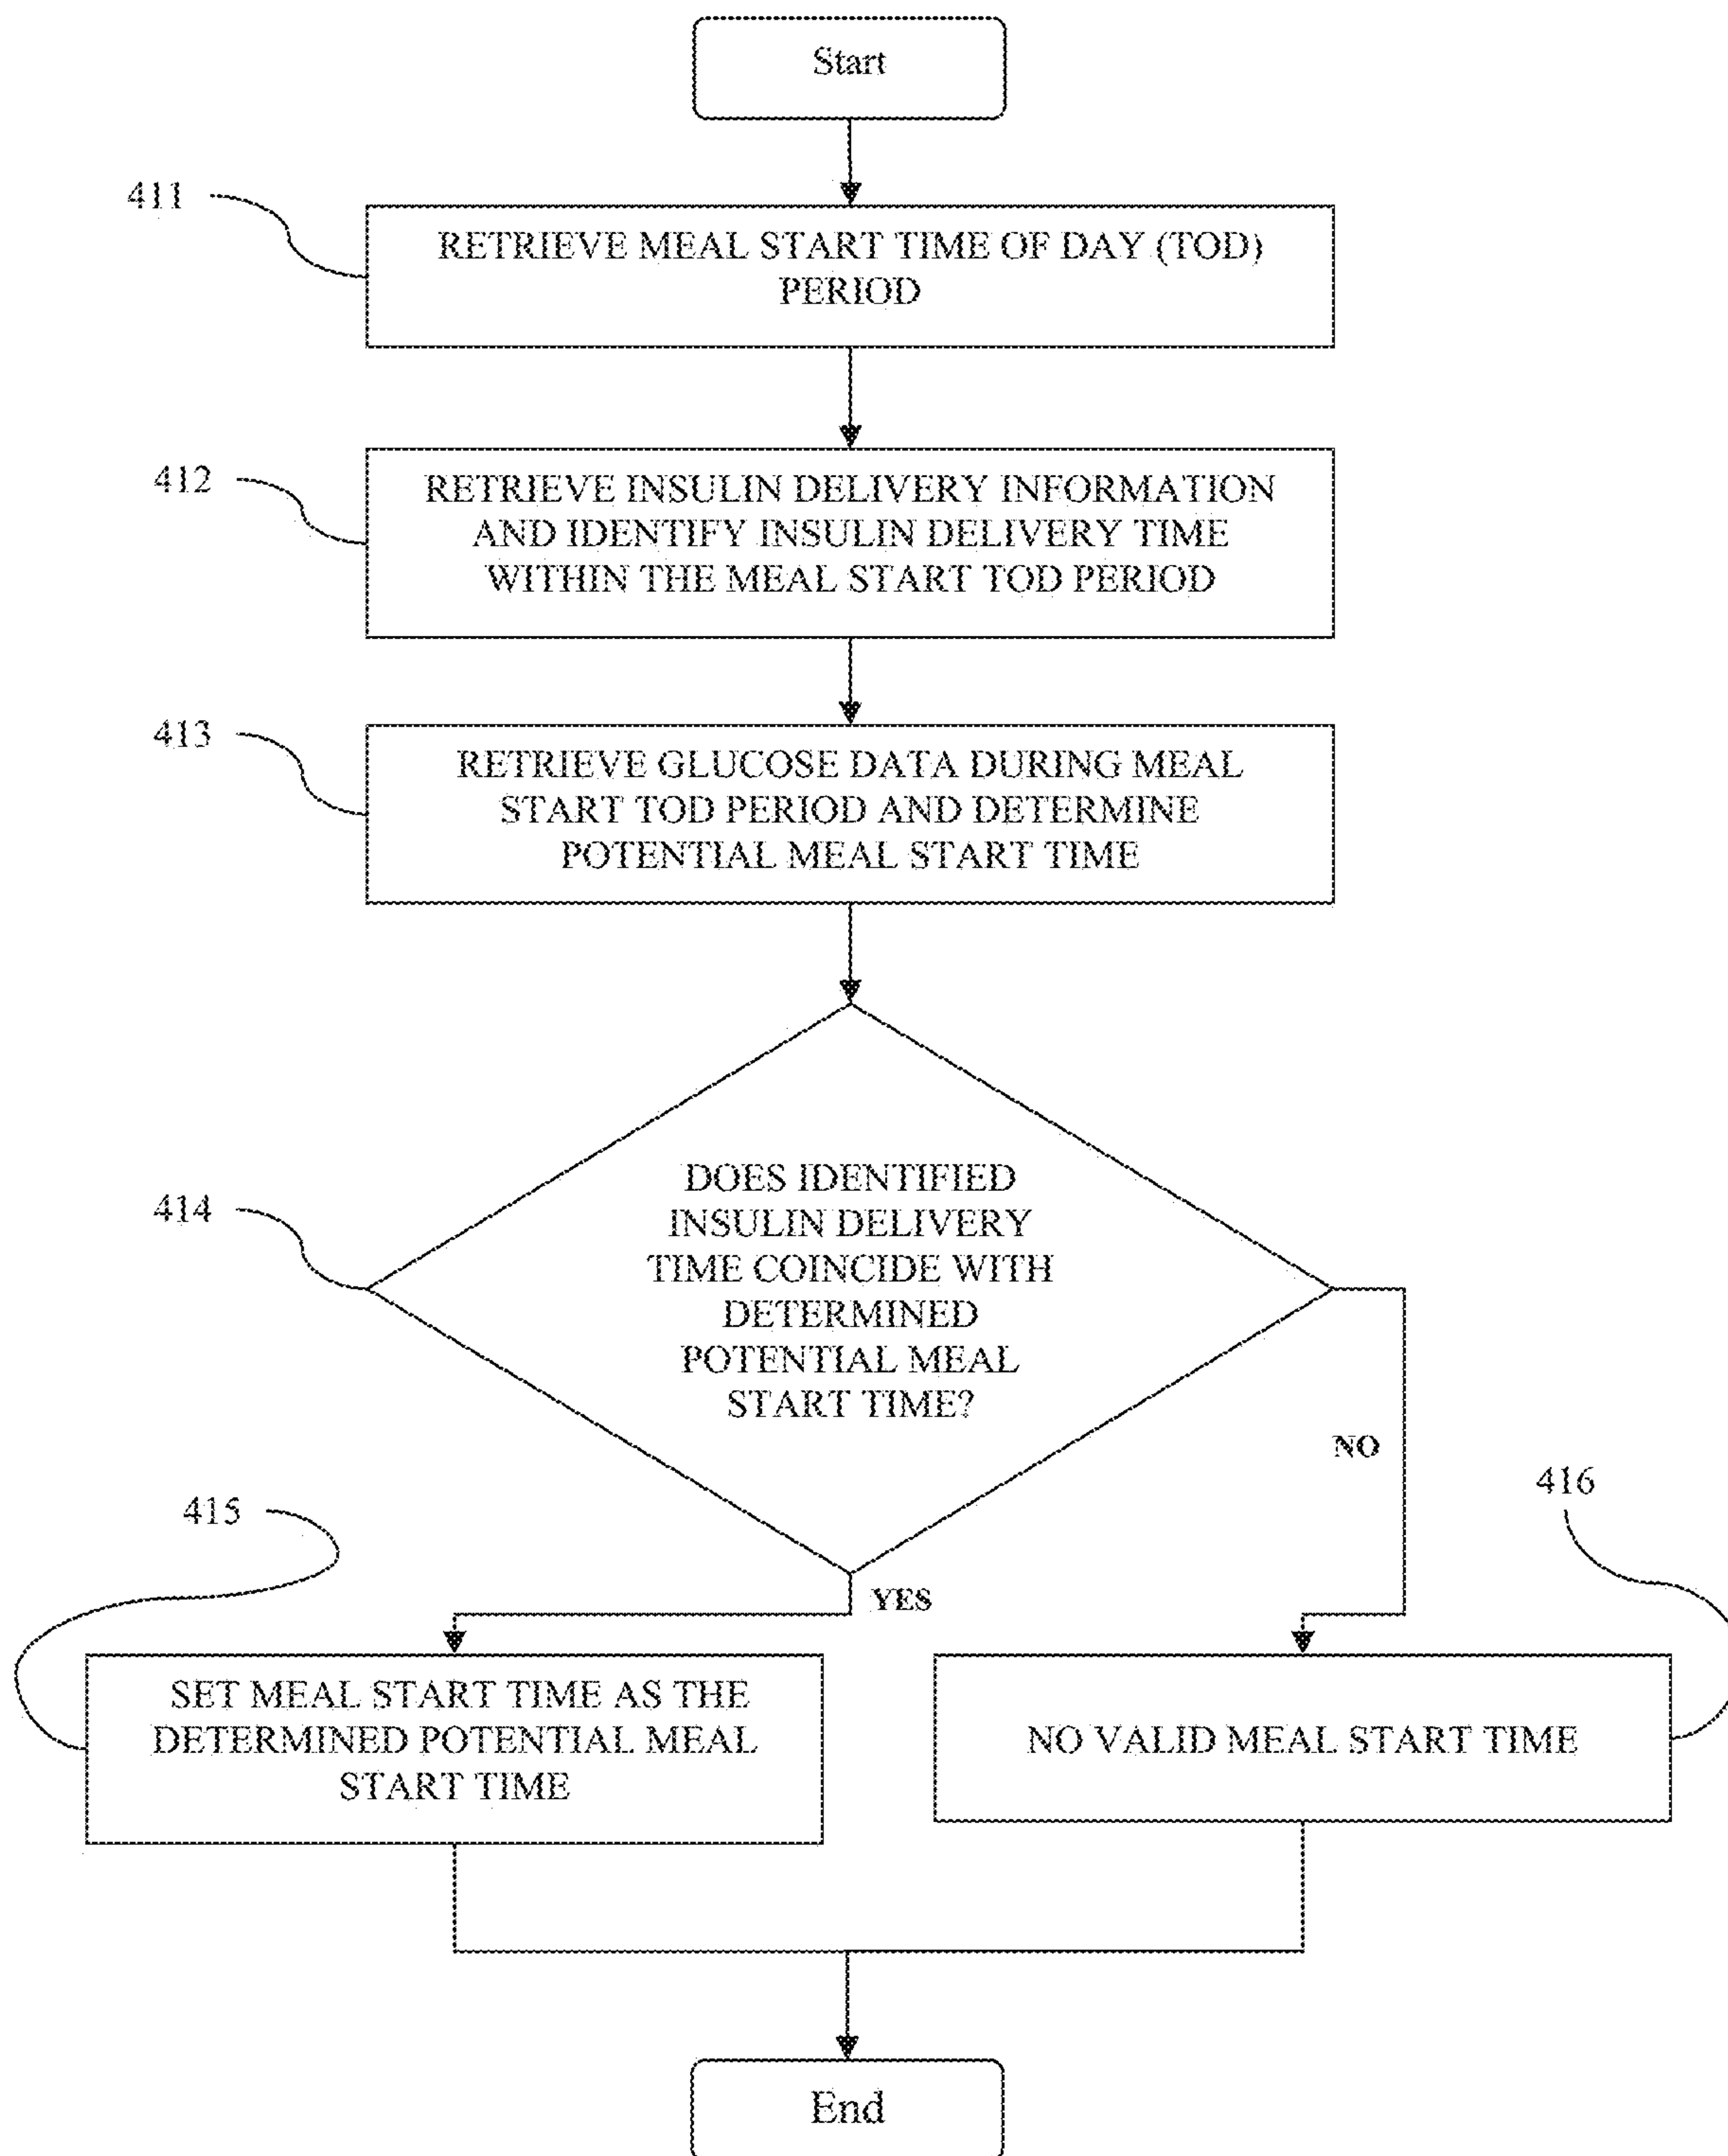 Start
411
RETRIEVE MEAL START TIME OF DAY (TOD)
PERIOD
412
RETRIEVE INSULIN DELIVERY INFORMATION
AND IDENTIFY INSULIN DELIVERY TIME
WITHIN THE MEAL START TOD PERIOD
413
RETRIEVE GLUCOSE DATA DURING MEAL
START TOD PERIOD AND DETERMINE
POTENTIAL MEAL START TIME
414
DOES IDENTIFIED
INSULIN DELIVERY
TIME COINCIDE WITH
DETERMINED
POTENTIAL MEAL
START TIME?
NO
YES
415
SET MEAL START TIME AS THE
DETERMINED POTENTIAL MEAL
START TIME
416
NO VALID MEAL START TIME
End